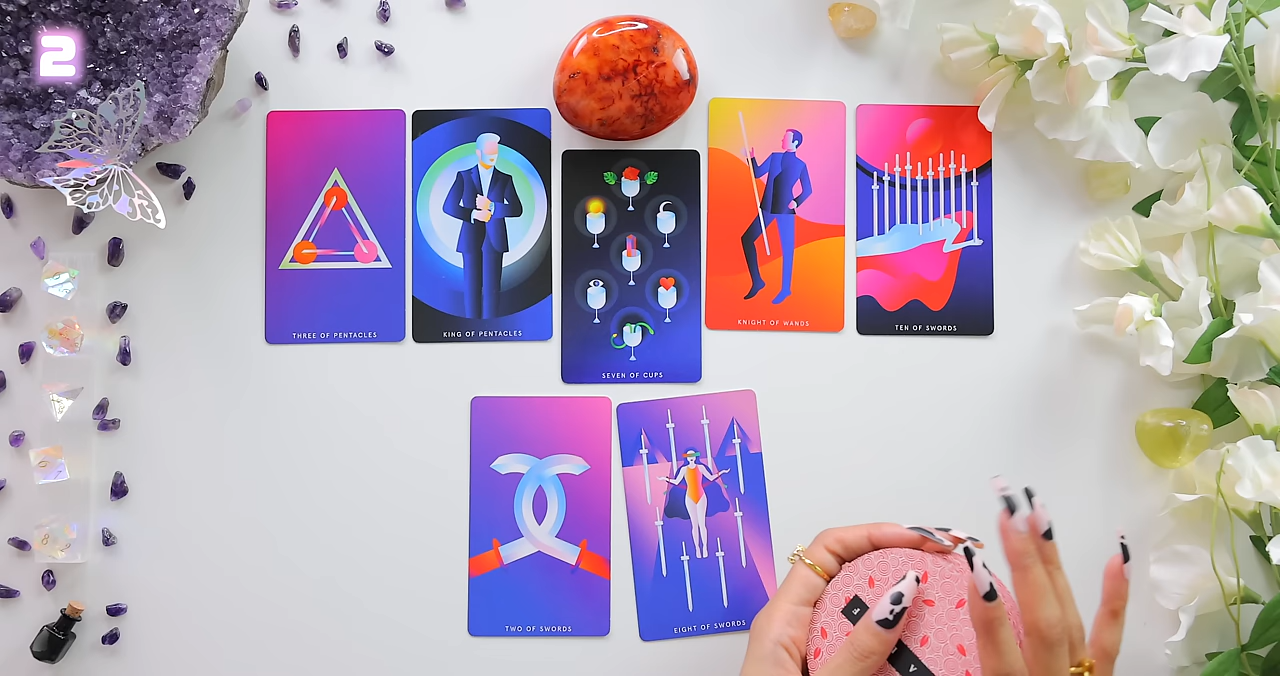 2
THREE OF PENTACLES
KING OF PENTACLES
SEVEN OF CUPS
KNIGHT OF WANDS
TEN OF SWORDS
TWO OF SWORDS
EIGHT OF SWORDS